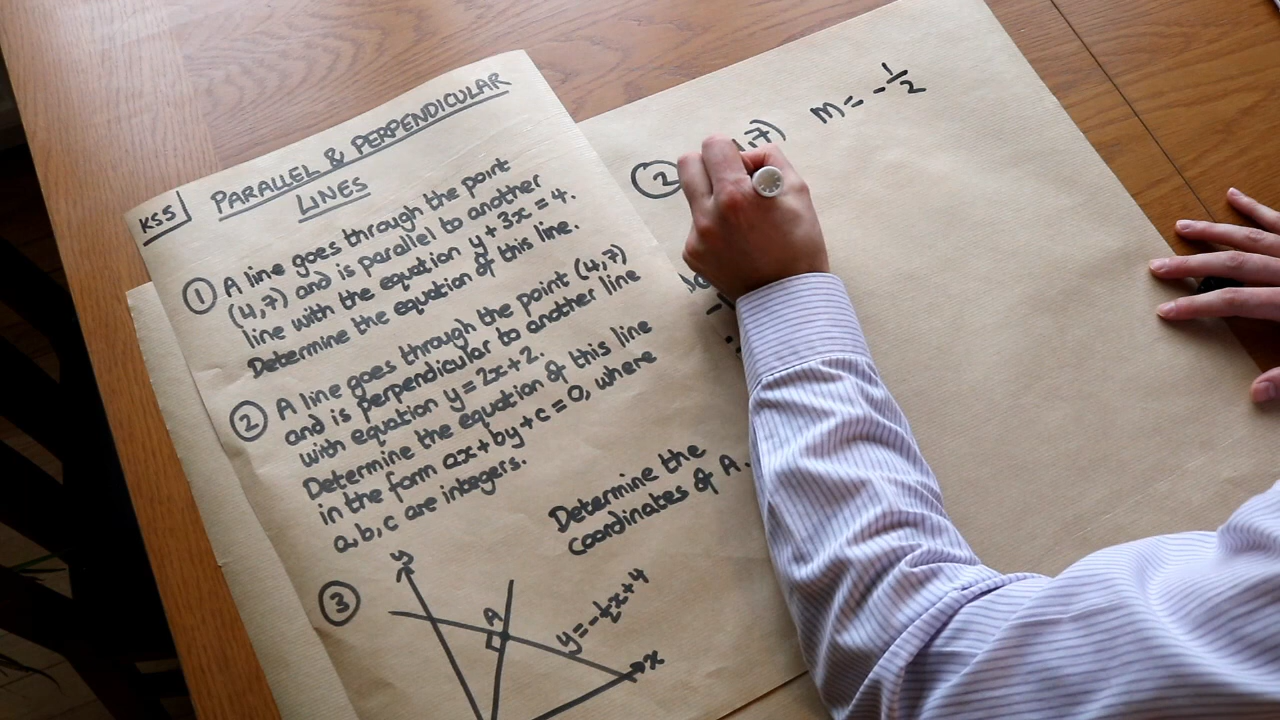 KS5
PARALLEL & PERPENDICULAR
LINES
① A line goes through the point
(4,7) and is parallel to another
line with the equation y + 3x = 4.
Determine the equation of this line.
② A line goes through the point (4,7)
and is perpendicular to another line
with equation y = 2x + 2.
Determine the equation of this line
in the form ax + by + c = 0, where
a, b, c are integers.
Determine the
coordinates of A.
③
y
A
y = -½x + 4
x
② ,7) m = -1/2